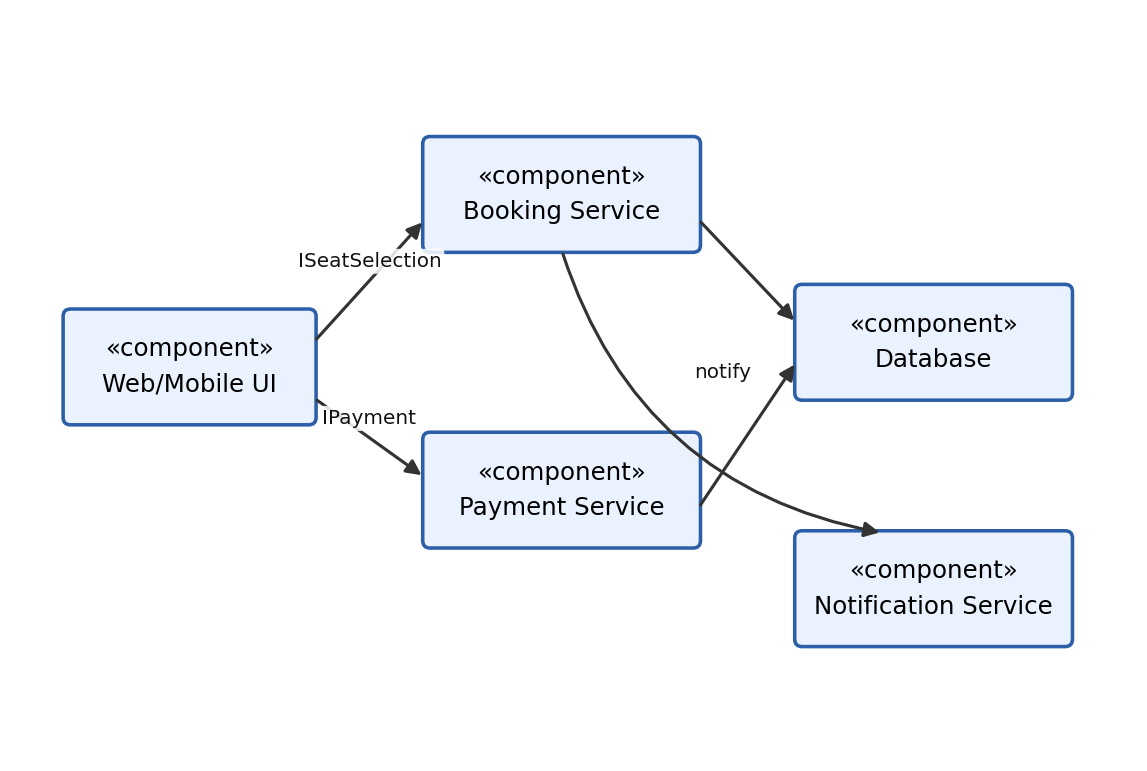 «component»
Booking Service
ISeatSelection
«component»
Web/Mobile UI
«component»
Database
notify
IPayment
«component»
Payment Service
«component»
Notification Service